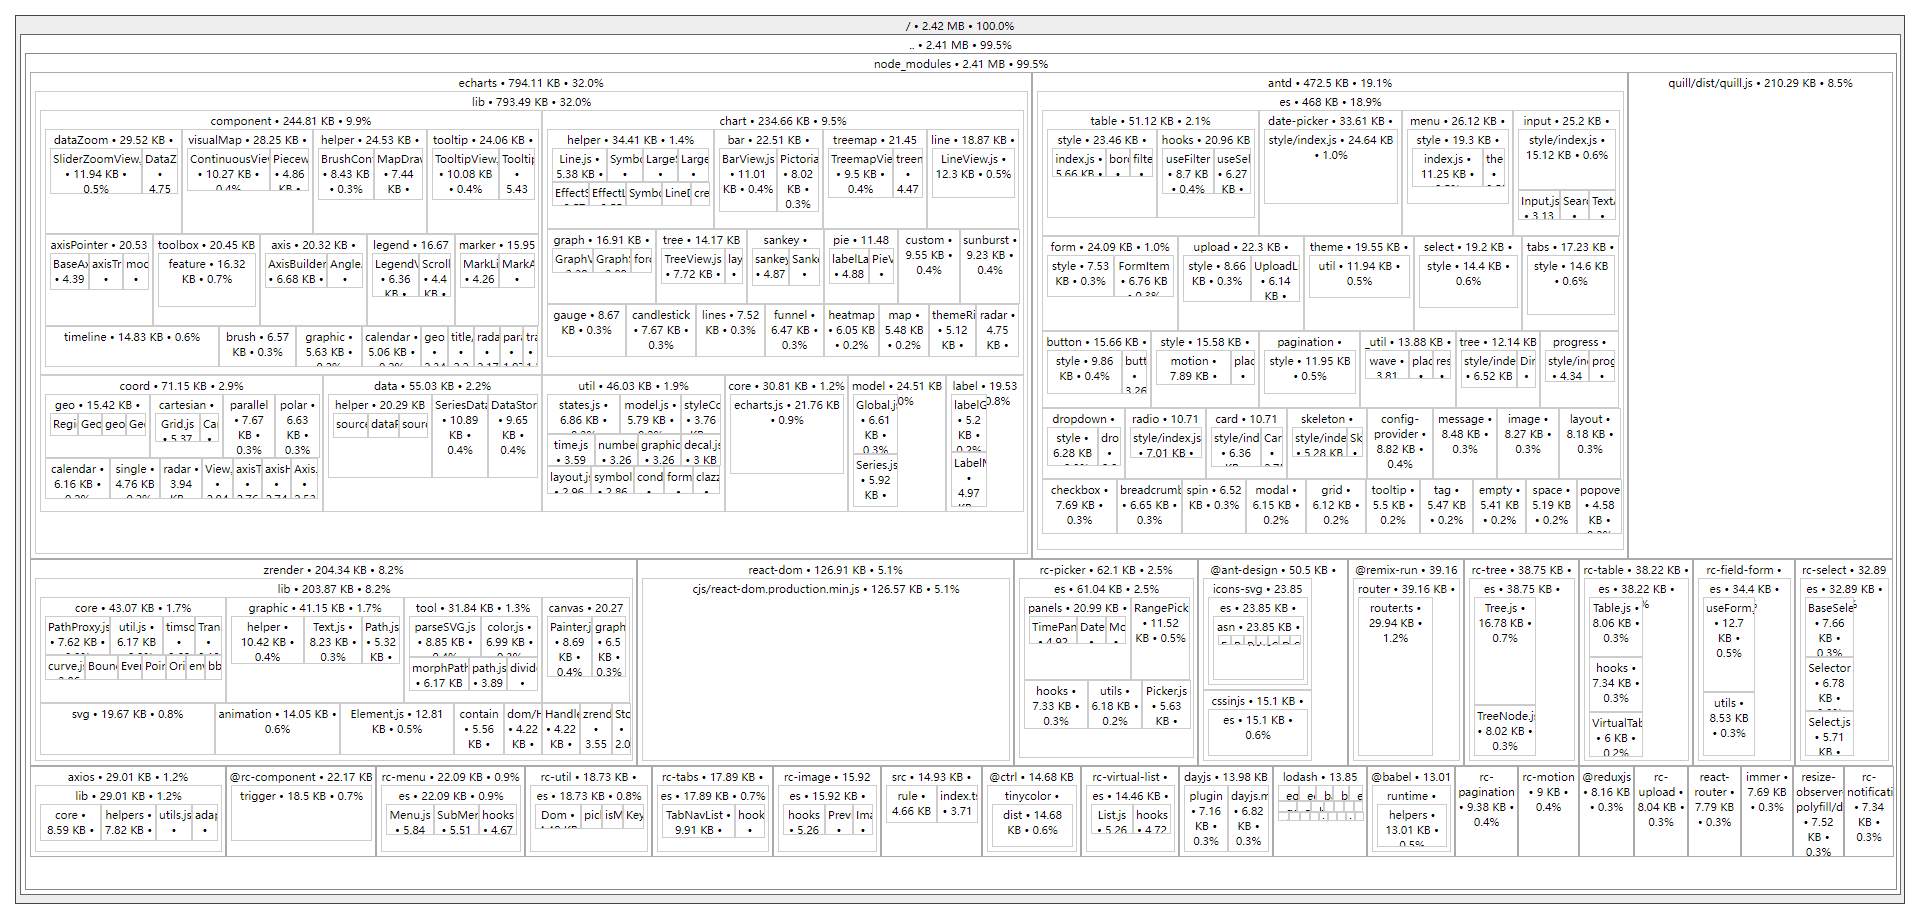 / • 2.42 MB • 100.0%
.. • 2.41 MB • 99.5%
node_modules • 2.41 MB • 99.5%
echarts • 794.11 KB • 32.0%
lib • 793.49 KB • 32.0%
component • 244.81 KB • 9.9%
dataZoom • 29.52 KB •
SliderZoomView.
• 11.94 KB •
0.5%
DataZ
•
4.75
visualMap • 28.25 KB •
ContinuousView
• 10.27 KB •
0.4%
Piecew
• 4.86
KB •
helper • 24.53 KB •
BrushCont
• 8.43 KB
• 0.3%
MapDraw
• 7.44
KB •
tooltip • 24.06 KB •
TooltipView.
• 10.08 KB
• 0.4%
Tooltip
•
5.43
axisPointer • 20.53
BaseAx
• 4.39
axisTr
•
mod
•
toolbox • 20.45 KB
feature • 16.32
KB • 0.7%
axis • 20.32 KB •
AxisBuilder
• 6.68 KB •
Angle.
•
legend • 16.67
LegendV
• 6.36
KB •
Scroll
• 4.4
KB •
marker • 15.95
MarkLi
• 4.26
MarkA
•
timeline • 14.83 KB • 0.6%
brush • 6.57
KB • 0.3%
graphic •
5.63 KB •
0.2%
calendar •
5.06 KB •
geo
•
title.
•
rada
•
par
•
tra
•
chart • 234.66 KB • 9.5%
helper • 34.41 KB • 1.4%
Line.js •
5.38 KB
Symbo
•
LargeS
•
Large
•
EffectS
EffectL
Symbo
LineD
cre
bar • 22.51 KB
BarView.js
• 11.01
KB • 0.4%
Pictoria
• 8.02
KB •
0.3%
treemap • 21.45
TreemapVie
• 9.5 KB •
0.4%
treen
•
4.47
line • 18.87 KB
LineView.js •
12.3 KB • 0.5%
graph • 16.91 KB •
GraphV
Graph
forc
tree • 14.17 KB
TreeView.js
• 7.72 KB •
lay
•
sankey •
sankey
• 4.87
Sanke
•
pie • 11.48
labelLa
• 4.88
PieV
•
custom •
9.55 KB •
0.4%
sunburst •
9.23 KB •
0.4%
gauge • 8.67
KB • 0.3%
candlestick
• 7.67 KB •
0.3%
lines • 7.52
KB • 0.3%
funnel •
6.47 KB •
0.3%
heatmap
• 6.05 KB
• 0.2%
map •
5.48 KB
• 0.2%
themeRi
• 5.12
KB •
radar •
4.75
KB •
coord • 71.15 KB • 2.9%
geo • 15.42 KB •
Regi
Geo
geo
Ge
cartesian •
Grid.js
• 5.37
Car
•
parallel
• 7.67
KB •
0.3%
polar •
6.63
KB •
0.3%
calendar •
6.16 KB •
0.2%
single •
4.76 KB
• 0.2%
radar •
3.94
KB •
View.
•
axisT
•
axisH
•
Axis.
•
data • 55.03 KB • 2.2%
helper • 20.29 KB
source
dataP
sour
SeriesData
• 10.89
KB •
0.4%
DataStor
• 9.65
KB •
0.4%
util • 46.03 KB • 1.9%
states.js •
6.86 KB •
model.js •
5.79 KB •
styleCo
• 3.76
KB •
time.js
• 3.59
number
• 3.26
graphic
• 3.26
decal.js
• 3 KB
layout.js
• 2.96
symbol
• 2.86
cond
•
form
•
clazz
•
core • 30.81 KB • 1.2%
echarts.js • 21.76 KB
• 0.9%
model • 24.51 KB
0%
Global.j
• 6.61
KB •
0.3%
Series.js
• 5.92
KB •
label • 19.53
0.8%
labelG
• 5.2
KB •
0.2%
LabelM
•
4.97
KB •
antd • 472.5 KB • 19.1%
es • 468 KB • 18.9%
table • 51.12 KB • 2.1%
style • 23.46 KB
index.js •
5.66 KB •
bord
•
filte
•
hooks • 20.96 KB
useFilter
• 8.7 KB
• 0.4%
useSel
• 6.27
KB •
date-picker • 33.61 KB
style/index.js • 24.64 KB
• 1.0%
menu • 26.12 KB •
style • 19.3 KB
index.js •
11.25 KB
the
•
input • 25.2 KB •
style/index.js •
15.12 KB • 0.6%
Input.js
• 3.13
Sear
•
TextA
•
form • 24.09 KB • 1.0%
style • 7.53
KB • 0.3%
FormItem
• 6.76 KB
• 0.3%
upload • 22.3 KB •
style • 8.66
KB • 0.3%
UploadLi
• 6.14
KB •
theme • 19.55 KB
util • 11.94 KB
• 0.5%
select • 19.2 KB •
style • 14.4 KB •
0.6%
tabs • 17.23 KB
style • 14.6 KB
• 0.6%
button • 15.66 KB •
style • 9.86
KB • 0.4%
butt
•
3.26
style • 15.58 KB
motion •
7.89 KB
plac
•
pagination •
style • 11.95 KB
• 0.5%
_util • 13.88 KB •
wave •
3.81
plac
•
res
•
tree • 12.14 KB
style/inde
• 6.52 KB
Dir
•
progress •
style/in
• 4.34
prog
•
dropdown •
style •
6.28 KB
dro
•
radio • 10.71
style/index.js
• 7.01 KB •
card • 10.71
style/ind
• 6.36
Car
•
skeleton •
style/inde
• 5.28 KB
Sk
•
config-
provider •
8.82 KB •
0.4%
message •
8.48 KB •
0.3%
image •
8.27 KB •
0.3%
layout •
8.18 KB •
0.3%
checkbox •
7.69 KB •
0.3%
breadcrumb
• 6.65 KB •
0.3%
spin • 6.52
KB • 0.3%
modal •
6.15 KB •
0.2%
grid •
6.12 KB •
0.2%
tooltip •
5.5 KB •
0.2%
tag •
5.47 KB
• 0.2%
empty •
5.41 KB
• 0.2%
space •
5.19 KB
• 0.2%
popove
• 4.58
KB •
quill/dist/quill.js • 210.29 KB • 8.5%
zrender • 204.34 KB • 8.2%
lib • 203.87 KB • 8.2%
core • 43.07 KB • 1.7%
PathProxy.js
• 7.62 KB •
util.js •
6.17 KB
timsc
•
Tran
•
curve.js
Boun
Ever
Poir
Ori
env
bb
graphic • 41.15 KB • 1.7%
helper •
10.42 KB •
0.4%
Text.js •
8.23 KB •
0.3%
Path.js
• 5.32
KB •
tool • 31.84 KB • 1.3%
parseSVG.js
• 8.85 KB •
0.4%
color.js •
6.99 KB
• 0.3%
morphPath
• 6.17 KB
path.js
• 3.89
divid
•
canvas • 20.27
Painter.j
• 8.69
KB •
0.4%
graph
• 6.5
KB •
0.3%
svg • 19.67 KB • 0.8%
animation • 14.05 KB •
0.6%
Element.js • 12.81
KB • 0.5%
contain
• 5.56
KB •
dom/H
• 4.22
KB •
Handle
• 4.22
KB •
zrend
•
3.55
Sto
•
2.0
react-dom • 126.91 KB • 5.1%
cjs/react-dom.production.min.js • 126.57 KB • 5.1%
rc-picker • 62.1 KB •
es • 61.04 KB • 2.5%
panels • 20.99 KB •
TimePan
• 4.92
Date
•
Mo
•
RangePick
• 11.52
KB • 0.5%
hooks •
7.33 KB •
0.3%
utils •
6.18 KB •
0.2%
Picker.js
• 5.63
KB •
@ant-design • 50.5 KB •
icons-svg • 23.85
es • 23.85 KB •
asn • 23.85 KB
cssinjs • 15.1 KB •
es • 15.1 KB •
0.6%
@remix-run • 39.16
router • 39.16 KB •
router.ts •
29.94 KB •
1.2%
rc-tree • 38.75 KB •
es • 38.75 KB •
Tree.js •
16.78 KB
• 0.7%
TreeNode.js
• 8.02 KB •
0.3%
rc-table • 38.22 KB •
es • 38.22 KB •
Table.js •
8.06 KB •
0.3%
hooks •
7.34 KB •
0.3%
VirtualTab
• 6 KB •
0.2%
rc-field-form •
es • 34.4 KB •
useForm.
• 12.7
KB •
0.5%
utils •
8.53 KB
• 0.3%
rc-select • 32.89
es • 32.89 KB •
BaseSele
• 7.66
KB •
0.3%
Selector
• 6.78
KB •
Select.js
• 5.71
KB •
axios • 29.01 KB • 1.2%
lib • 29.01 KB • 1.2%
core •
8.59 KB •
helpers •
7.82 KB •
utils.js
•
adap
•
@rc-component • 22.17 KB
trigger • 18.5 KB • 0.7%
rc-menu • 22.09 KB • 0.9%
es • 22.09 KB • 0.9%
Menu.js
• 5.84
SubMer
• 5.51
hooks
• 4.67
rc-util • 18.73 KB •
es • 18.73 KB • 0.8%
Dom •
pic
isM
Key
rc-tabs • 17.89 KB •
es • 17.89 KB • 0.7%
TabNavList •
9.91 KB •
hook
•
rc-image • 15.92
es • 15.92 KB •
hooks
• 5.26
Prev
•
Ima
•
src • 14.93 KB •
rule •
4.66 KB
index.ts
• 3.71
@ctrl • 14.68 KB
tinycolor •
dist • 14.68
KB • 0.6%
rc-virtual-list •
es • 14.46 KB •
List.js
• 5.26
hooks
• 4.72
dayjs • 13.98 KB
plugin
• 7.16
KB •
0.3%
dayjs.m
• 6.82
KB •
0.3%
lodash • 13.85
@babel • 13.01
runtime •
helpers •
13.01 KB •
0.5%
rc-
pagination
• 9.38 KB •
0.4%
rc-motion
• 9 KB •
0.4%
@reduxjs
• 8.16 KB
• 0.3%
rc-
upload •
8.04 KB •
0.3%
react-
router •
7.79 KB
• 0.3%
immer •
7.69 KB
• 0.3%
resize-
observer-
polyfill/d
• 7.52
KB •
0.3%
rc-
notificati
• 7.34
KB •
0.3%